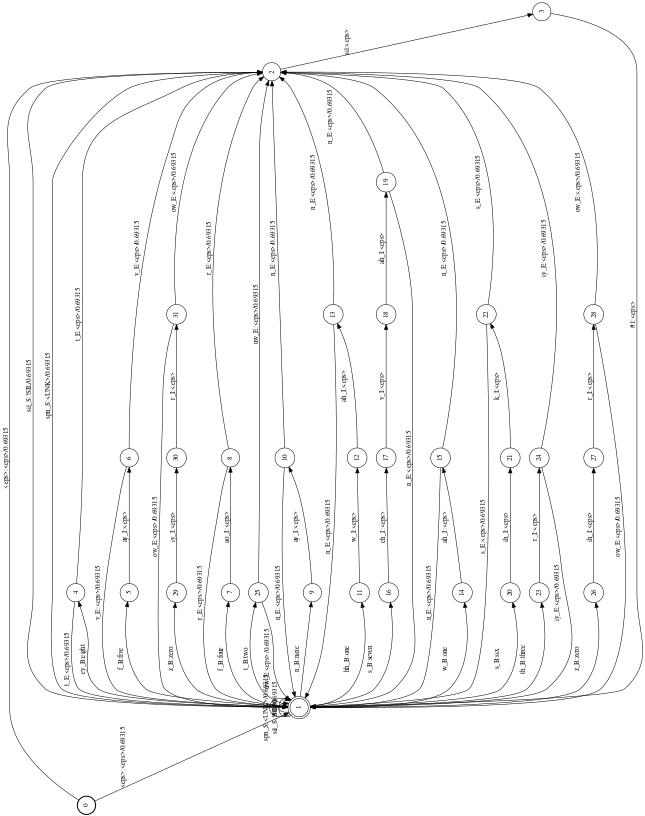 <eps>:<eps>/0.69315
sil_S:!SIL/0.69315
spn_S:<UNK>/0.69315
t_E:<eps>/0.69315
4
t_E:<eps>/0.69315
0
ey_B:eight
v_E:<eps>/0.69315
<eps>:<eps>/0.69315
f_B:five
5
ay_I:<eps>
6
v_E:<eps>/0.69315
ow_E:<eps>/0.69315
z_B:zero
29
iy_I:<eps>
30
r_I:<eps>
31
ow_E:<eps>/0.69315
r_E:<eps>/0.69315
r_E:<eps>/0.69315
f_B:four
7
ao_I:<eps>
8
t_B:two
25
uw_E:<eps>/0.69315
spn_S:<UNK>
2
n_E:<eps>/0.69315
10
n_E:<eps>/0.69315
1
n_B:nine
9
ay_I:<eps>
n_E:<eps>/0.69315
13
n_E:<eps>/0.69315
n_E:<eps>/0.69315
hh_B:one
11
w_I:<eps>
12
ah_I:<eps>
sil:<eps>
s_B:seven
16
eh_I:<eps>
17
v_I:<eps>
18
ah_I:<eps>
19
n_E:<eps>/0.69315
n_E:<eps>/0.69315
15
n_E:<eps>/0.69315
w_B:one
14
ah_I:<eps>
s_E:<eps>/0.69315
22
s_E:<eps>/0.69315
s_B:six
20
ih_I:<eps>
21
k_I:<eps>
th_B:three
23
r_I:<eps>
24
iy_E:<eps>/0.69315
3
iy_E:<eps>/0.69315
z_B:zero
26
ih_I:<eps>
27
r_I:<eps>
28
ow_E:<eps>/0.69315
ow_E:<eps>/0.69315
#1:<eps>